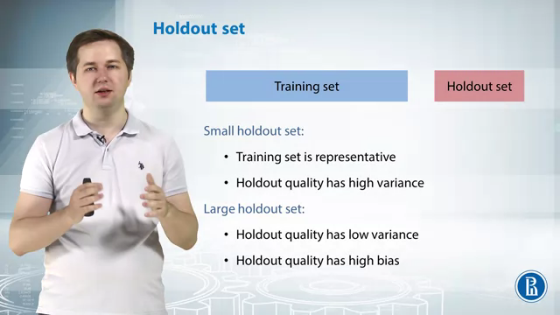 Holdout set
Training set
Holdout set
Small holdout set:
• Training set is representative
• Holdout quality has high variance
Large holdout set:
• Holdout quality has low variance
• Holdout quality has high bias